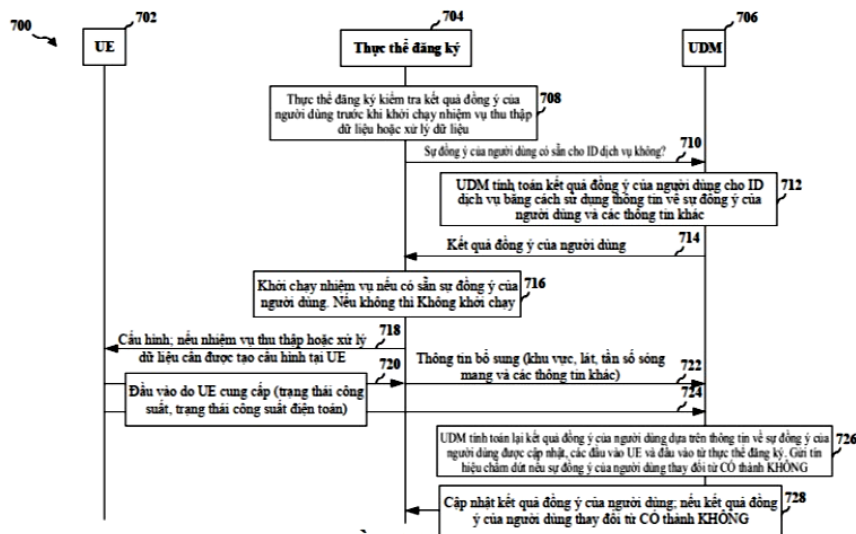 700
702
704
706
UE
Thực thể đăng ký
UDM
Thực thể đăng ký kiểm tra kết quả đồng ý của
người dùng trước khi khởi chạy nhiệm vụ thu thập
dữ liệu hoặc xử lý dữ liệu
708
Sự đồng ý của người dùng có sẵn cho ID dịch vụ không?
710
UDM tính toán kết quả đồng ý của người dùng cho ID
dịch vụ bằng cách sử dụng thông tin về sự đồng ý của
người dùng và các thông tin khác
712
Kết quả đồng ý của người dùng
714
Khởi chạy nhiệm vụ nếu có sẵn sự đồng ý của
người dùng. Nếu không thì Không khởi chạy
716
Cấu hình; nếu nhiệm vụ thu thập hoặc xử lý
dữ liệu cần được tạo cấu hình tại UE
718
720
Thông tin bổ sung (khu vực, lát, tần số sóng
mang và các thông tin khác)
722
Đầu vào do UE cung cấp (trạng thái công
suất, trạng thái công suất điện toán)
724
UDM tính toán lại kết quả đồng ý của người dùng dựa trên thông tin về sự đồng ý của
người dùng được cập nhật, các đầu vào UE và đầu vào từ thực thể đăng ký. Gửi tín
hiệu chấm dứt nếu sự đồng ý của người dùng thay đổi từ CÓ thành KHÔNG
726
Cập nhật kết quả đồng ý của người dùng; nếu kết quả đồng
ý của người dùng thay đổi từ CÓ thành KHÔNG
728